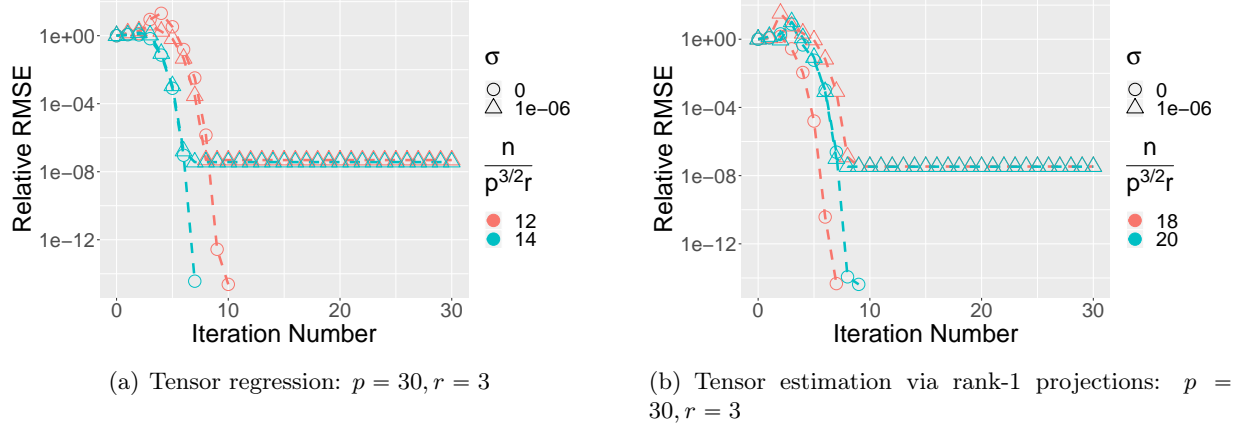 1e+00
1e−04
1e−08
1e−12
Relative RMSE
0 10 20 30
Iteration Number
σ
0
1e−06
n
p^{3/2}r
12
14
(a) Tensor regression: p = 30, r = 3
1e+00
1e−04
1e−08
1e−12
Relative RMSE
0 10 20 30
Iteration Number
σ
0
1e−06
n
p^{3/2}r
18
20
(b) Tensor estimation via rank-1 projections: p =
30, r = 3